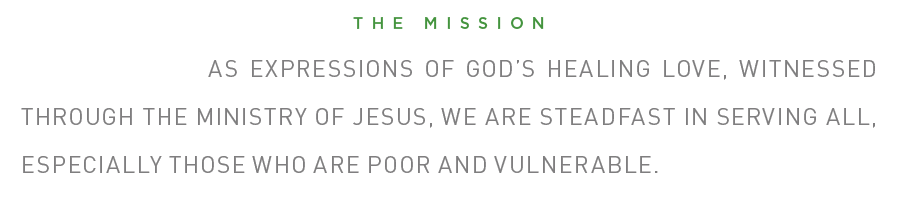 THE MISSION
AS EXPRESSIONS OF GOD’S HEALING LOVE, WITNESSED
THROUGH THE MINISTRY OF JESUS, WE ARE STEADFAST IN SERVING ALL,
ESPECIALLY THOSE WHO ARE POOR AND VULNERABLE.